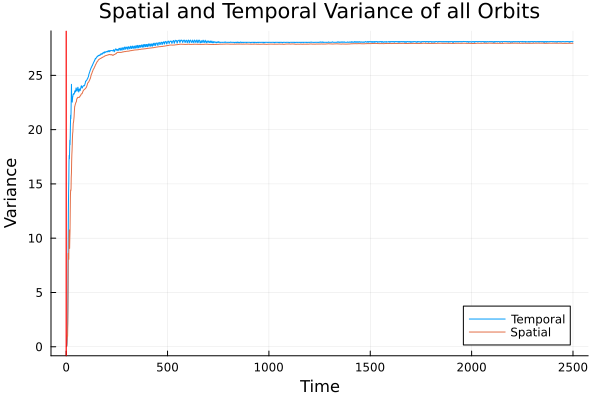 Spatial and Temporal Variance of all Orbits
Variance
25
20
15
10
5
0
Temporal
Spatial
0 500 1000 1500 2000 2500
Time